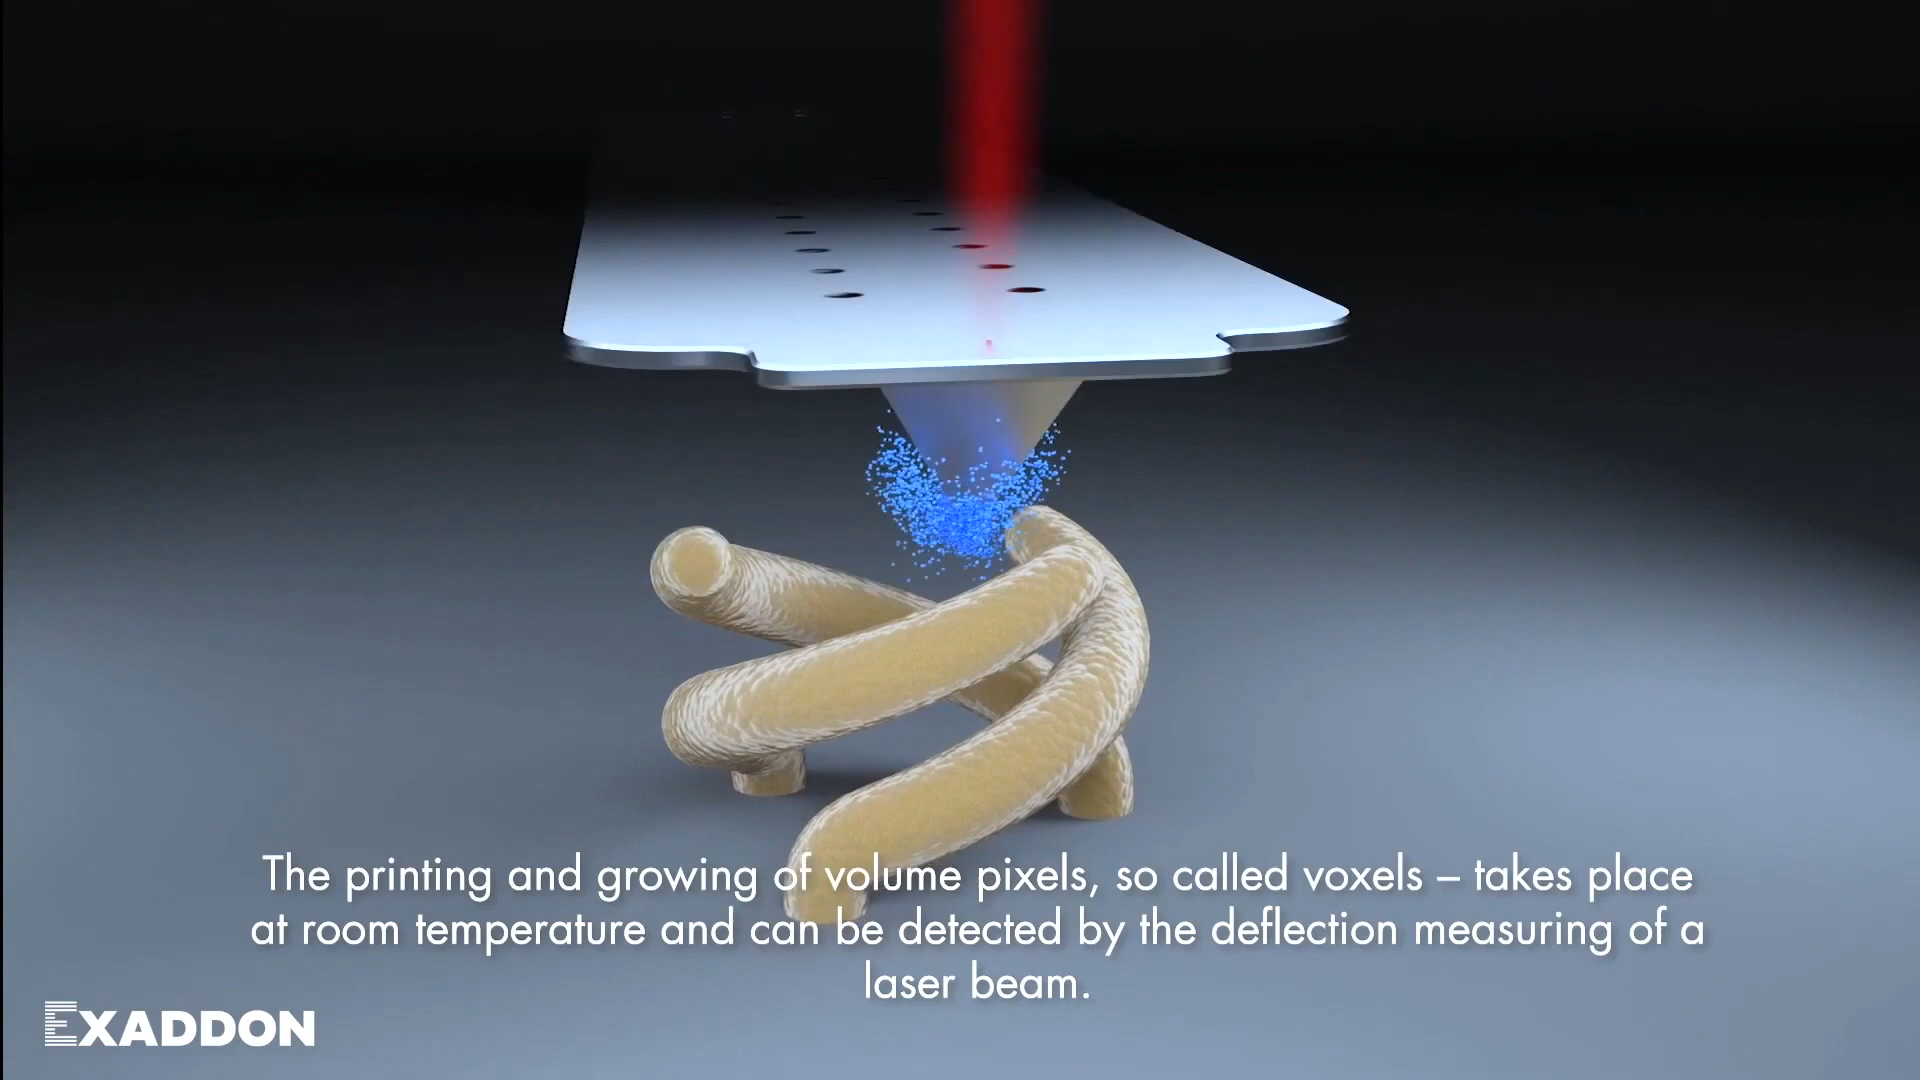 The printing and growing of volume pixels, so called voxels – takes place
at room temperature and can be detected by the deflection measuring of a
laser beam.
EXADDON